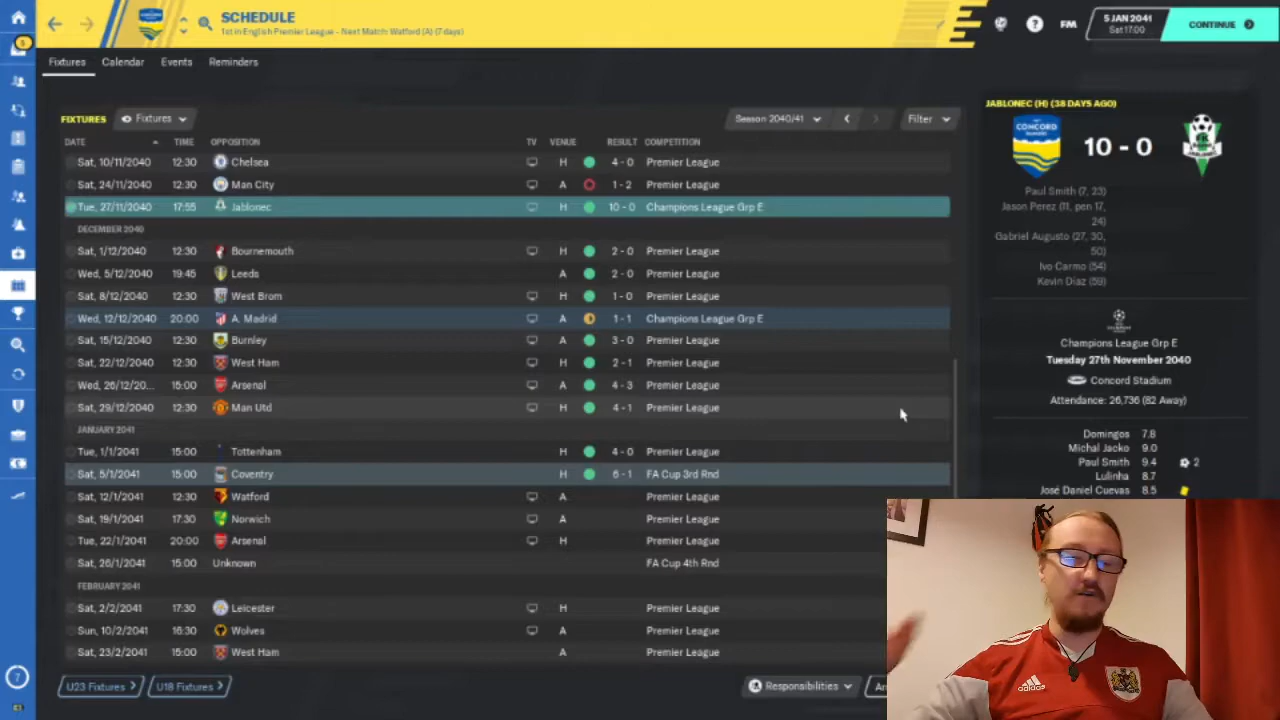 SCHEDULE
1st in English Premier League - Next Match: Watford (A) (7 days)
FM
5 JAN 2041
Sat 17:00
CONTINUE
Fixtures Calendar Events Reminders
FIXTURES Fixtures Season 2040/41 Filter
DATE TIME OPPOSITION TV VENUE RESULT COMPETITION
Sat, 10/11/2040 12:30 Chelsea H 4-0 Premier League
Sat, 24/11/2040 12:30 Man City A 1-2 Premier League
Tue, 27/11/2040 17:55 Jablonec H 10-0 Champions League Grp E
DECEMBER 2040
Sat, 1/12/2040 12:30 Bournemouth H 2-0 Premier League
Wed, 5/12/2040 19:45 Leeds A 2-0 Premier League
Sat, 8/12/2040 12:30 West Brom H 1-0 Premier League
Wed, 12/12/2040 20:00 A. Madrid A 1-1 Champions League Grp E
Sat, 15/12/2040 12:30 Burnley A 3-0 Premier League
Sat, 22/12/2040 12:30 West Ham H 2-1 Premier League
Wed, 26/12/20... 15:00 Arsenal A 4-3 Premier League
Sat, 29/12/2040 12:30 Man Utd H 4-1 Premier League
JANUARY 2041
Tue, 1/1/2041 15:00 Tottenham H 4-0 Premier League
Sat, 5/1/2041 15:00 Coventry H 6-1 FA Cup 3rd Rnd
Sat, 12/1/2041 12:30 Watford A Premier League
Sat, 19/1/2041 17:30 Norwich A Premier League
Tue, 22/1/2041 20:00 Arsenal H Premier League
Sat, 26/1/2041 15:00 Unknown FA Cup 4th Rnd
FEBRUARY 2041
Sat, 2/2/2041 17:30 Leicester H Premier League
Sun, 10/2/2041 16:30 Wolves A Premier League
Sat, 23/2/2041 15:00 West Ham A Premier League
U23 Fixtures U18 Fixtures Responsibilities
JABLONEC (H) (38 DAYS AGO)
CONCORD
10 - 0
Paul Smith (7, 23)
Jason Perez (11, pen 17,
24)
Gabriel Augusto (27, 30,
50)
Ivo Carmo (54)
Kevin Diaz (59)
Champions League Grp E
Tuesday 27th November 2040
Concord Stadium
Attendance: 26,736 (82 Away)
Domingos 7.8
Michal Jacko 9.0
Paul Smith 9.4 2
Lulinha 8.7
José Daniel Cuevas 8.5
adidas